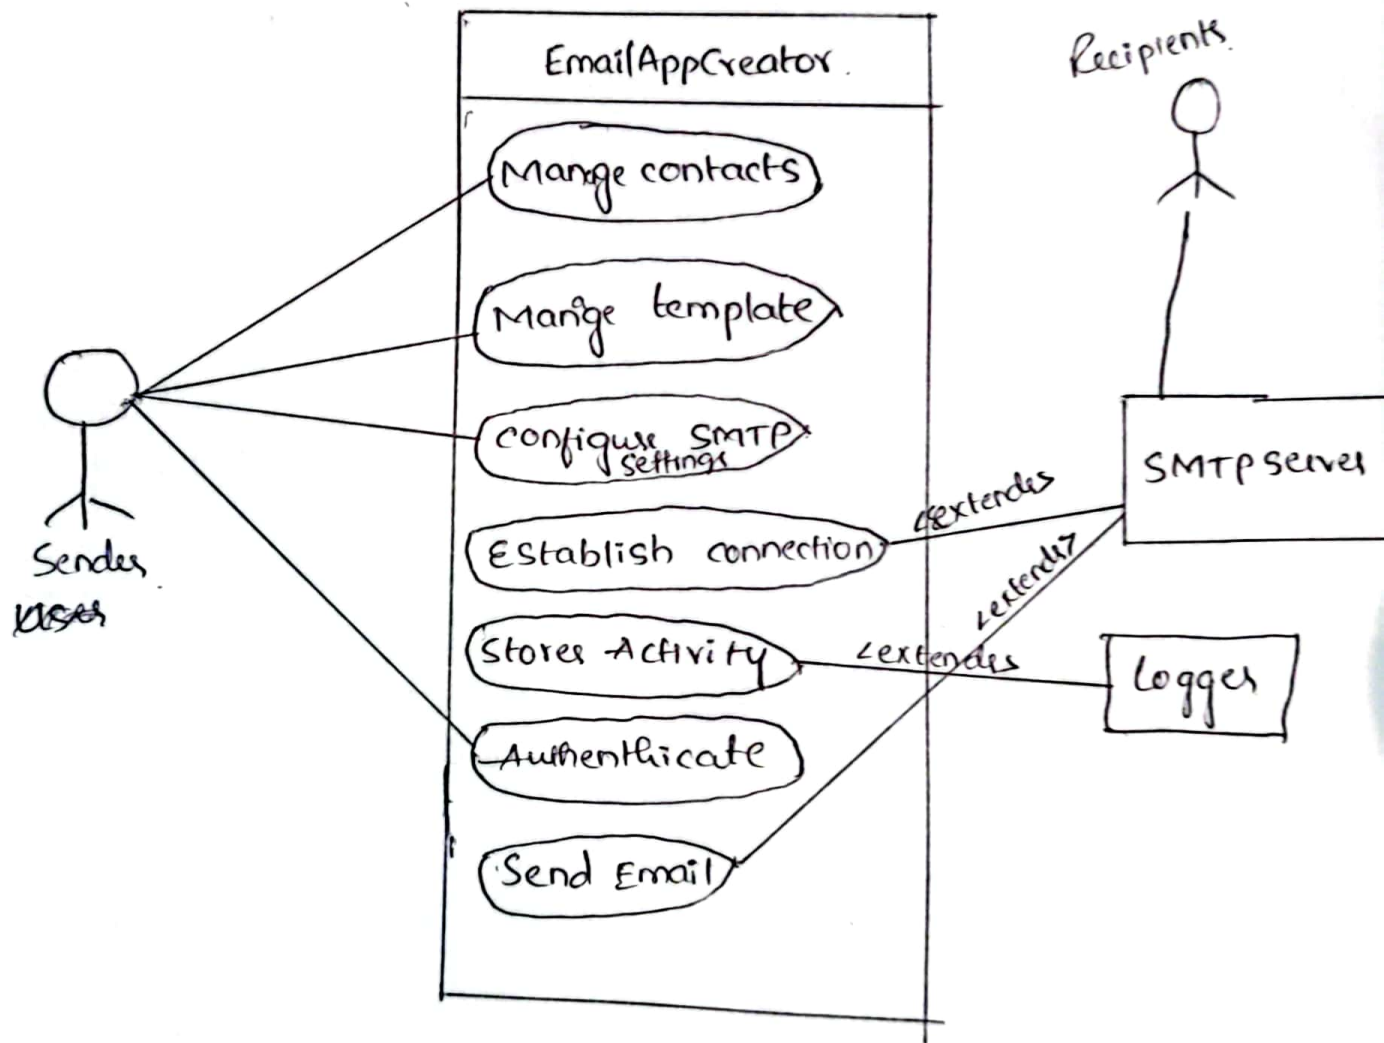 EmailAppCreator.
Recipients.
Mange contacts
Mange template
Configure SMTP
settings
Establish connection
<extends
SMTP server
<extends>
Stores Activity
<extends
Logger
Authenthicate
Send Email
Sender
User